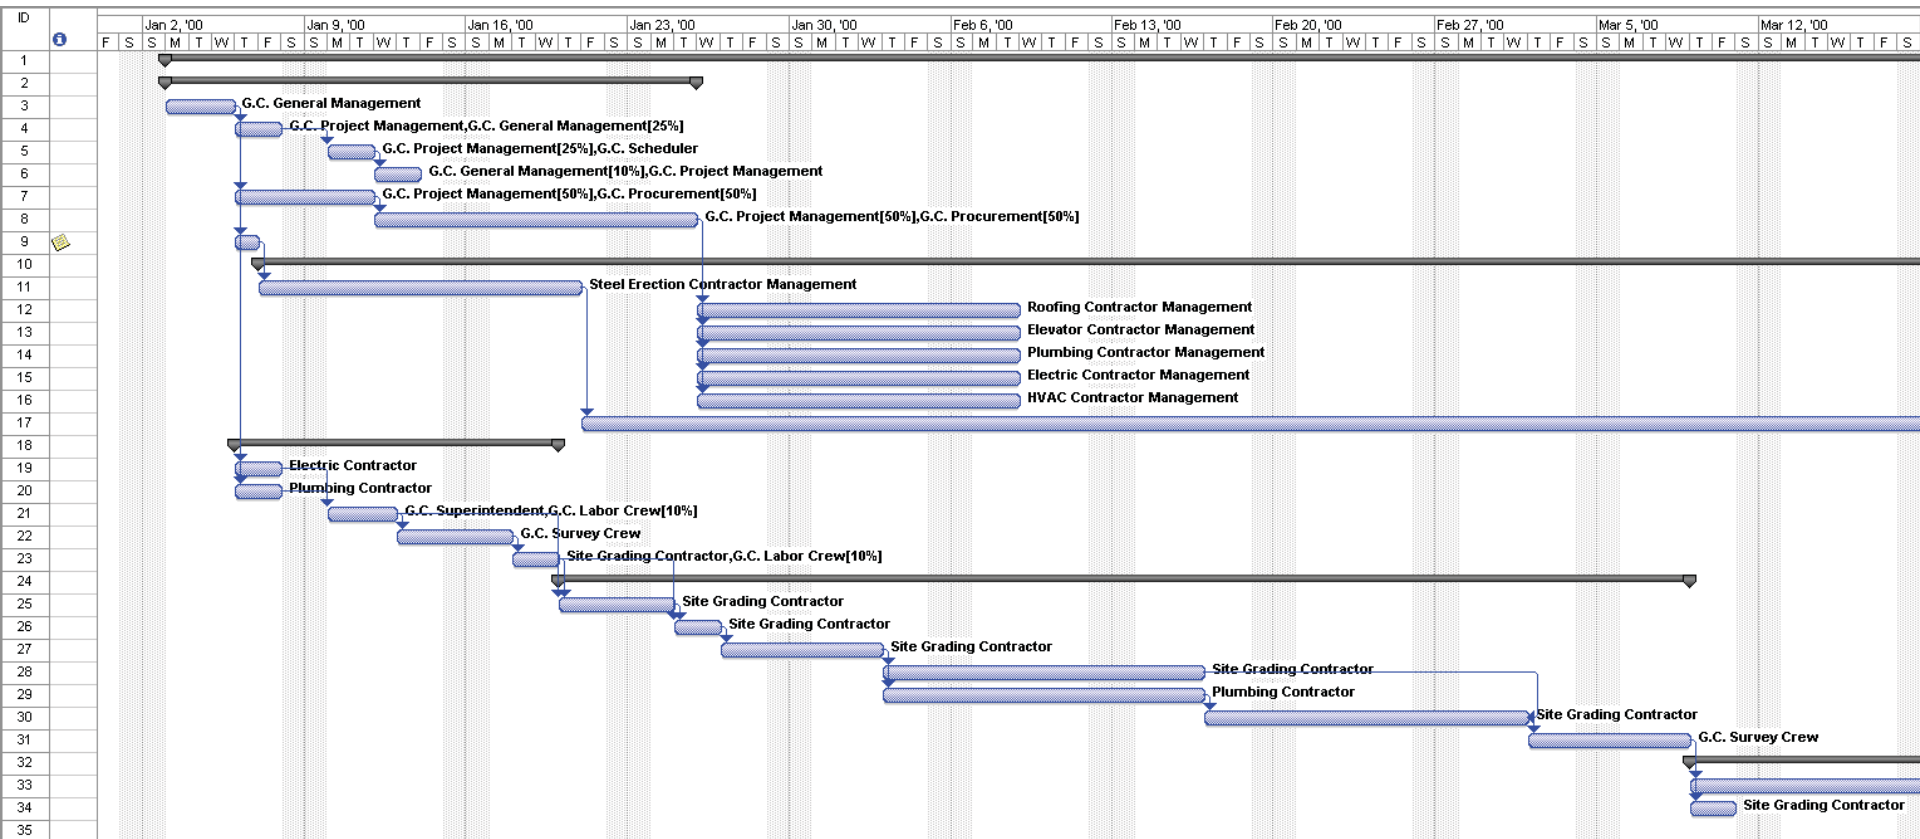 ID Jan 2, '00 Jan 9, '00 Jan 16, '00 Jan 23, '00 Jan 30, '00 Feb 6, '00 Feb 13, '00 Feb 20, '00 Feb 27, '00 Mar 5, '00 Mar 12, '00
F S S M T W T F S S M T W T F S S M T W T F S S M T W T F S S M T W T F S S M T W T F S S M T W T F S S M T W T F S S M T W T F S S M T W T F S S M T W T F S
1
2
3 G.C. General Management
4 G.C. Project Management,G.C. General Management[25%]
5 G.C. Project Management[25%],G.C. Scheduler
6 G.C. General Management[10%],G.C. Project Management
7 G.C. Project Management[50%],G.C. Procurement[50%]
8 G.C. Project Management[50%],G.C. Procurement[50%]
9
10
11 Steel Erection Contractor Management
12 Roofing Contractor Management
13 Elevator Contractor Management
14 Plumbing Contractor Management
15 Electric Contractor Management
16 HVAC Contractor Management
17
18
19 Electric Contractor
20 Plumbing Contractor
21 G.C. Superintendent,G.C. Labor Crew[10%]
22 G.C. Survey Crew
23 Site Grading Contractor,G.C. Labor Crew[10%]
24
25 Site Grading Contractor
26 Site Grading Contractor
27 Site Grading Contractor
28 Site Grading Contractor
29 Plumbing Contractor
30 Site Grading Contractor
31 G.C. Survey Crew
32
33
34 Site Grading Contractor
35